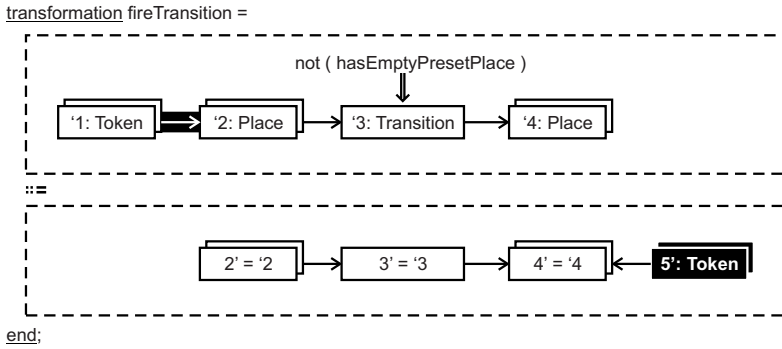 transformation fireTransition =
not ( hasEmptyPresetPlace )
‘1: Token ‘2: Place ‘3: Transition ‘4: Place
::=
2’ = ‘2 3’ = ‘3 4’ = ‘4 5’: Token
end;